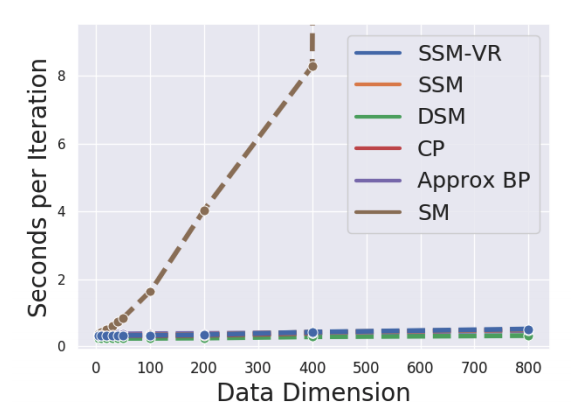 SSM-VR
SSM
DSM
CP
Approx BP
SM
Seconds per Iteration
8
6
4
2
0
0 100 200 300 400 500 600 700 800
Data Dimension